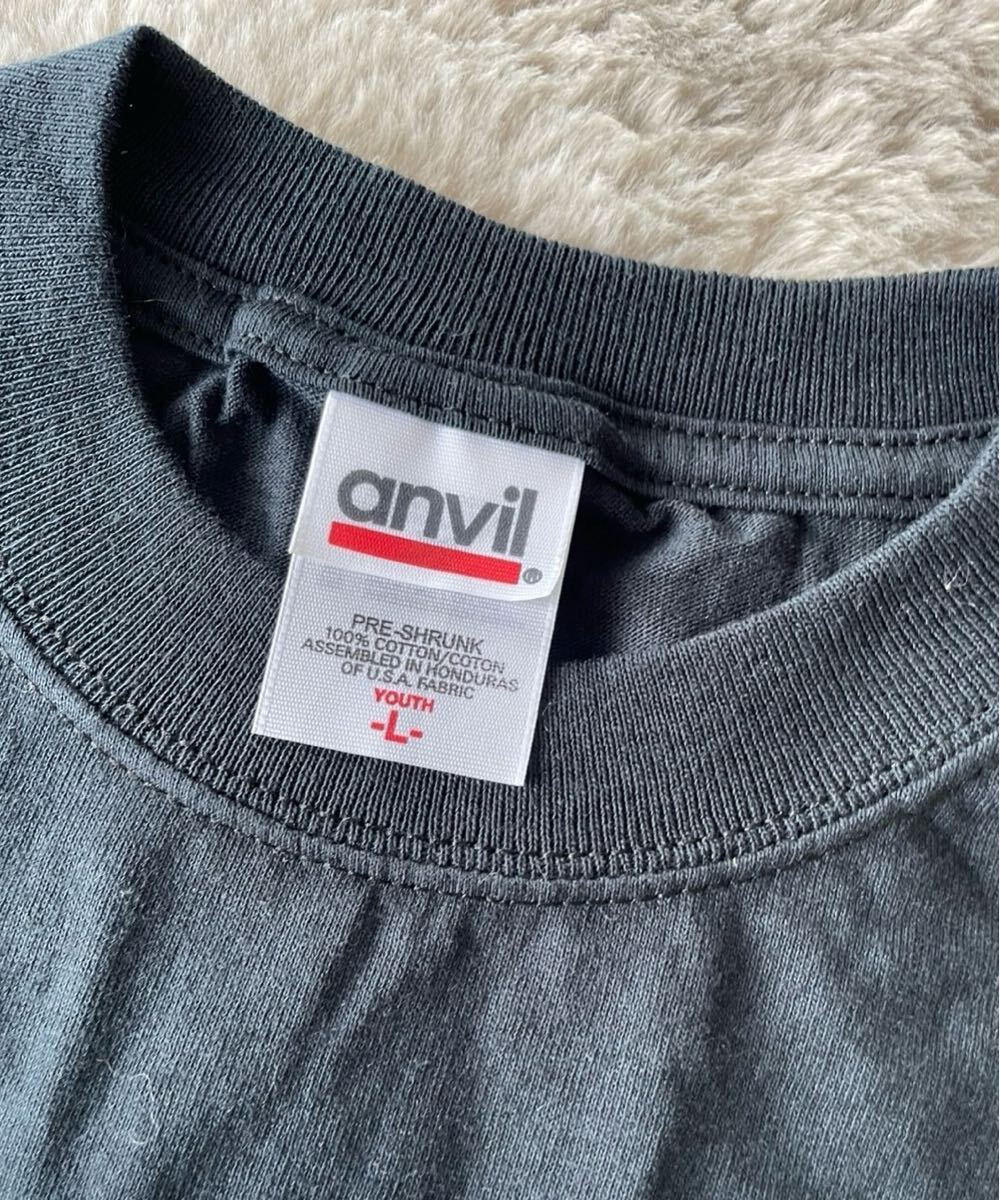 anvil®
PRE-SHRUNK
100% COTTON/COTON
ASSEMBLED IN HONDURAS
OF U.S.A. FABRIC
YOUTH
-L-